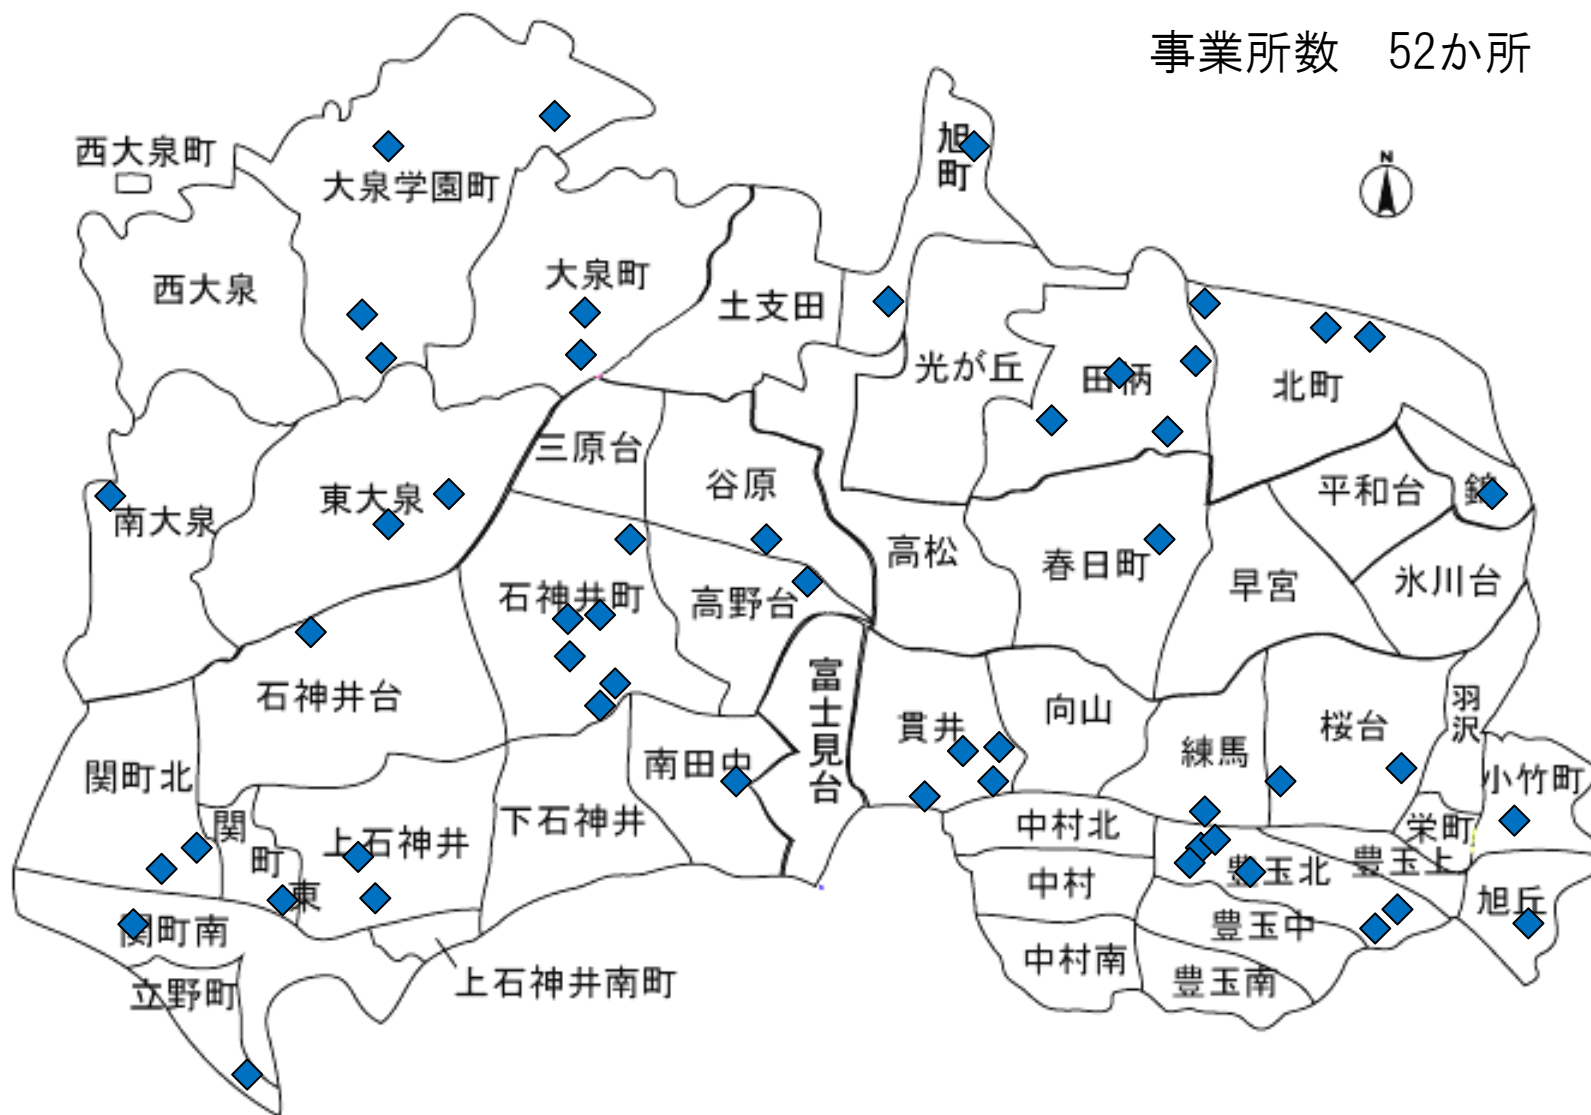 事業所数　52か所
N
旭町
西大泉町
大泉学園町
西大泉
大泉町
土支田
光が丘
田柄
北町
三原台
谷原
平和台
錦
南大泉
東大泉
高松
春日町
早宮
氷川台
石神井町
高野台
石神井台
富士見台
貫井
向山
練馬
桜台
羽沢
関町北
南田中
小竹町
関町東
上石神井
下石神井
中村北
栄町
豊玉上
豊玉北
中村
旭丘
関町南
豊玉中
中村南
豊玉南
立野町
上石神井南町